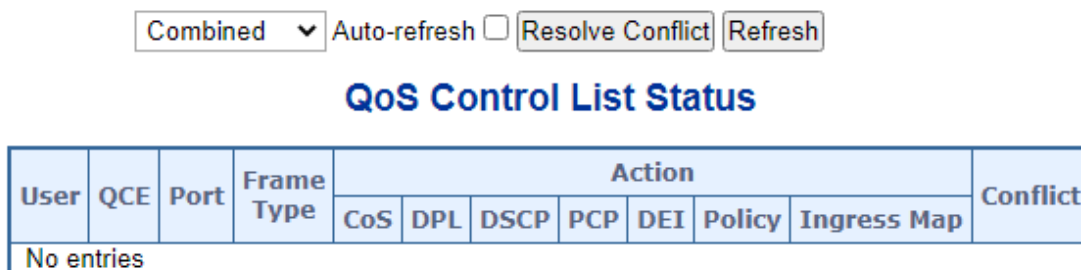 Combined Auto-refresh Resolve Conflict Refresh
QoS Control List Status
User QCE Port Frame Type Action Conflict
CoS DPL DSCP PCP DEI Policy Ingress Map
No entries